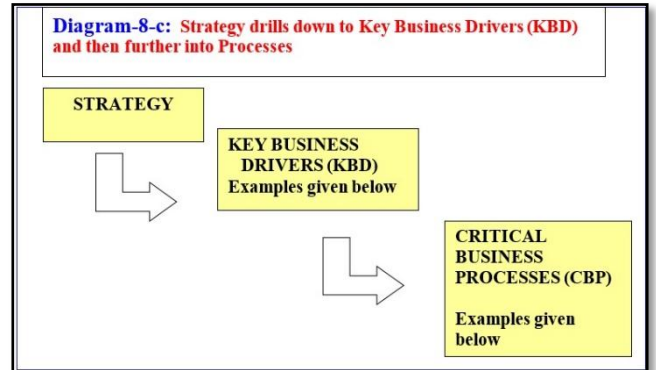 Diagram-8-c: Strategy drills down to Key Business Drivers (KBD)
and then further into Processes
STRATEGY
KEY BUSINESS
DRIVERS (KBD)
Examples given below
CRITICAL
BUSINESS
PROCESSES (CBP)
Examples given
below